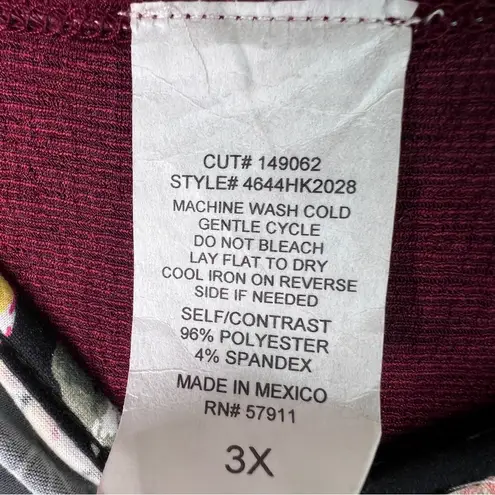 CUT# 149062
STYLE# 4644HK2028
MACHINE WASH COLD
GENTLE CYCLE
DO NOT BLEACH
LAY FLAT TO DRY
COOL IRON ON REVERSE
SIDE IF NEEDED
SELF/CONTRAST
96% POLYESTER
4% SPANDEX
MADE IN MEXICO
RN# 57911
3X